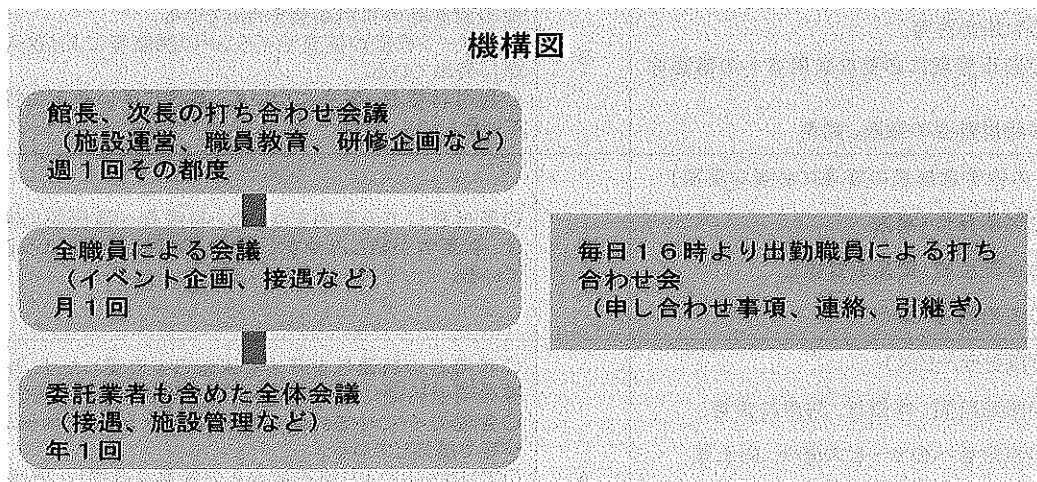 機構図
館長、次長の打ち合わせ会議
（施設運営、職員教育、研修企画など）
週１回その都度
全職員による会議
（イベント企画、接遇など）
月１回
毎日１６時より出勤職員による打ち
合わせ会
（申し合わせ事項、連絡、引継ぎ）
委託業者も含めた全体会議
（接遇、施設管理など）
年１回